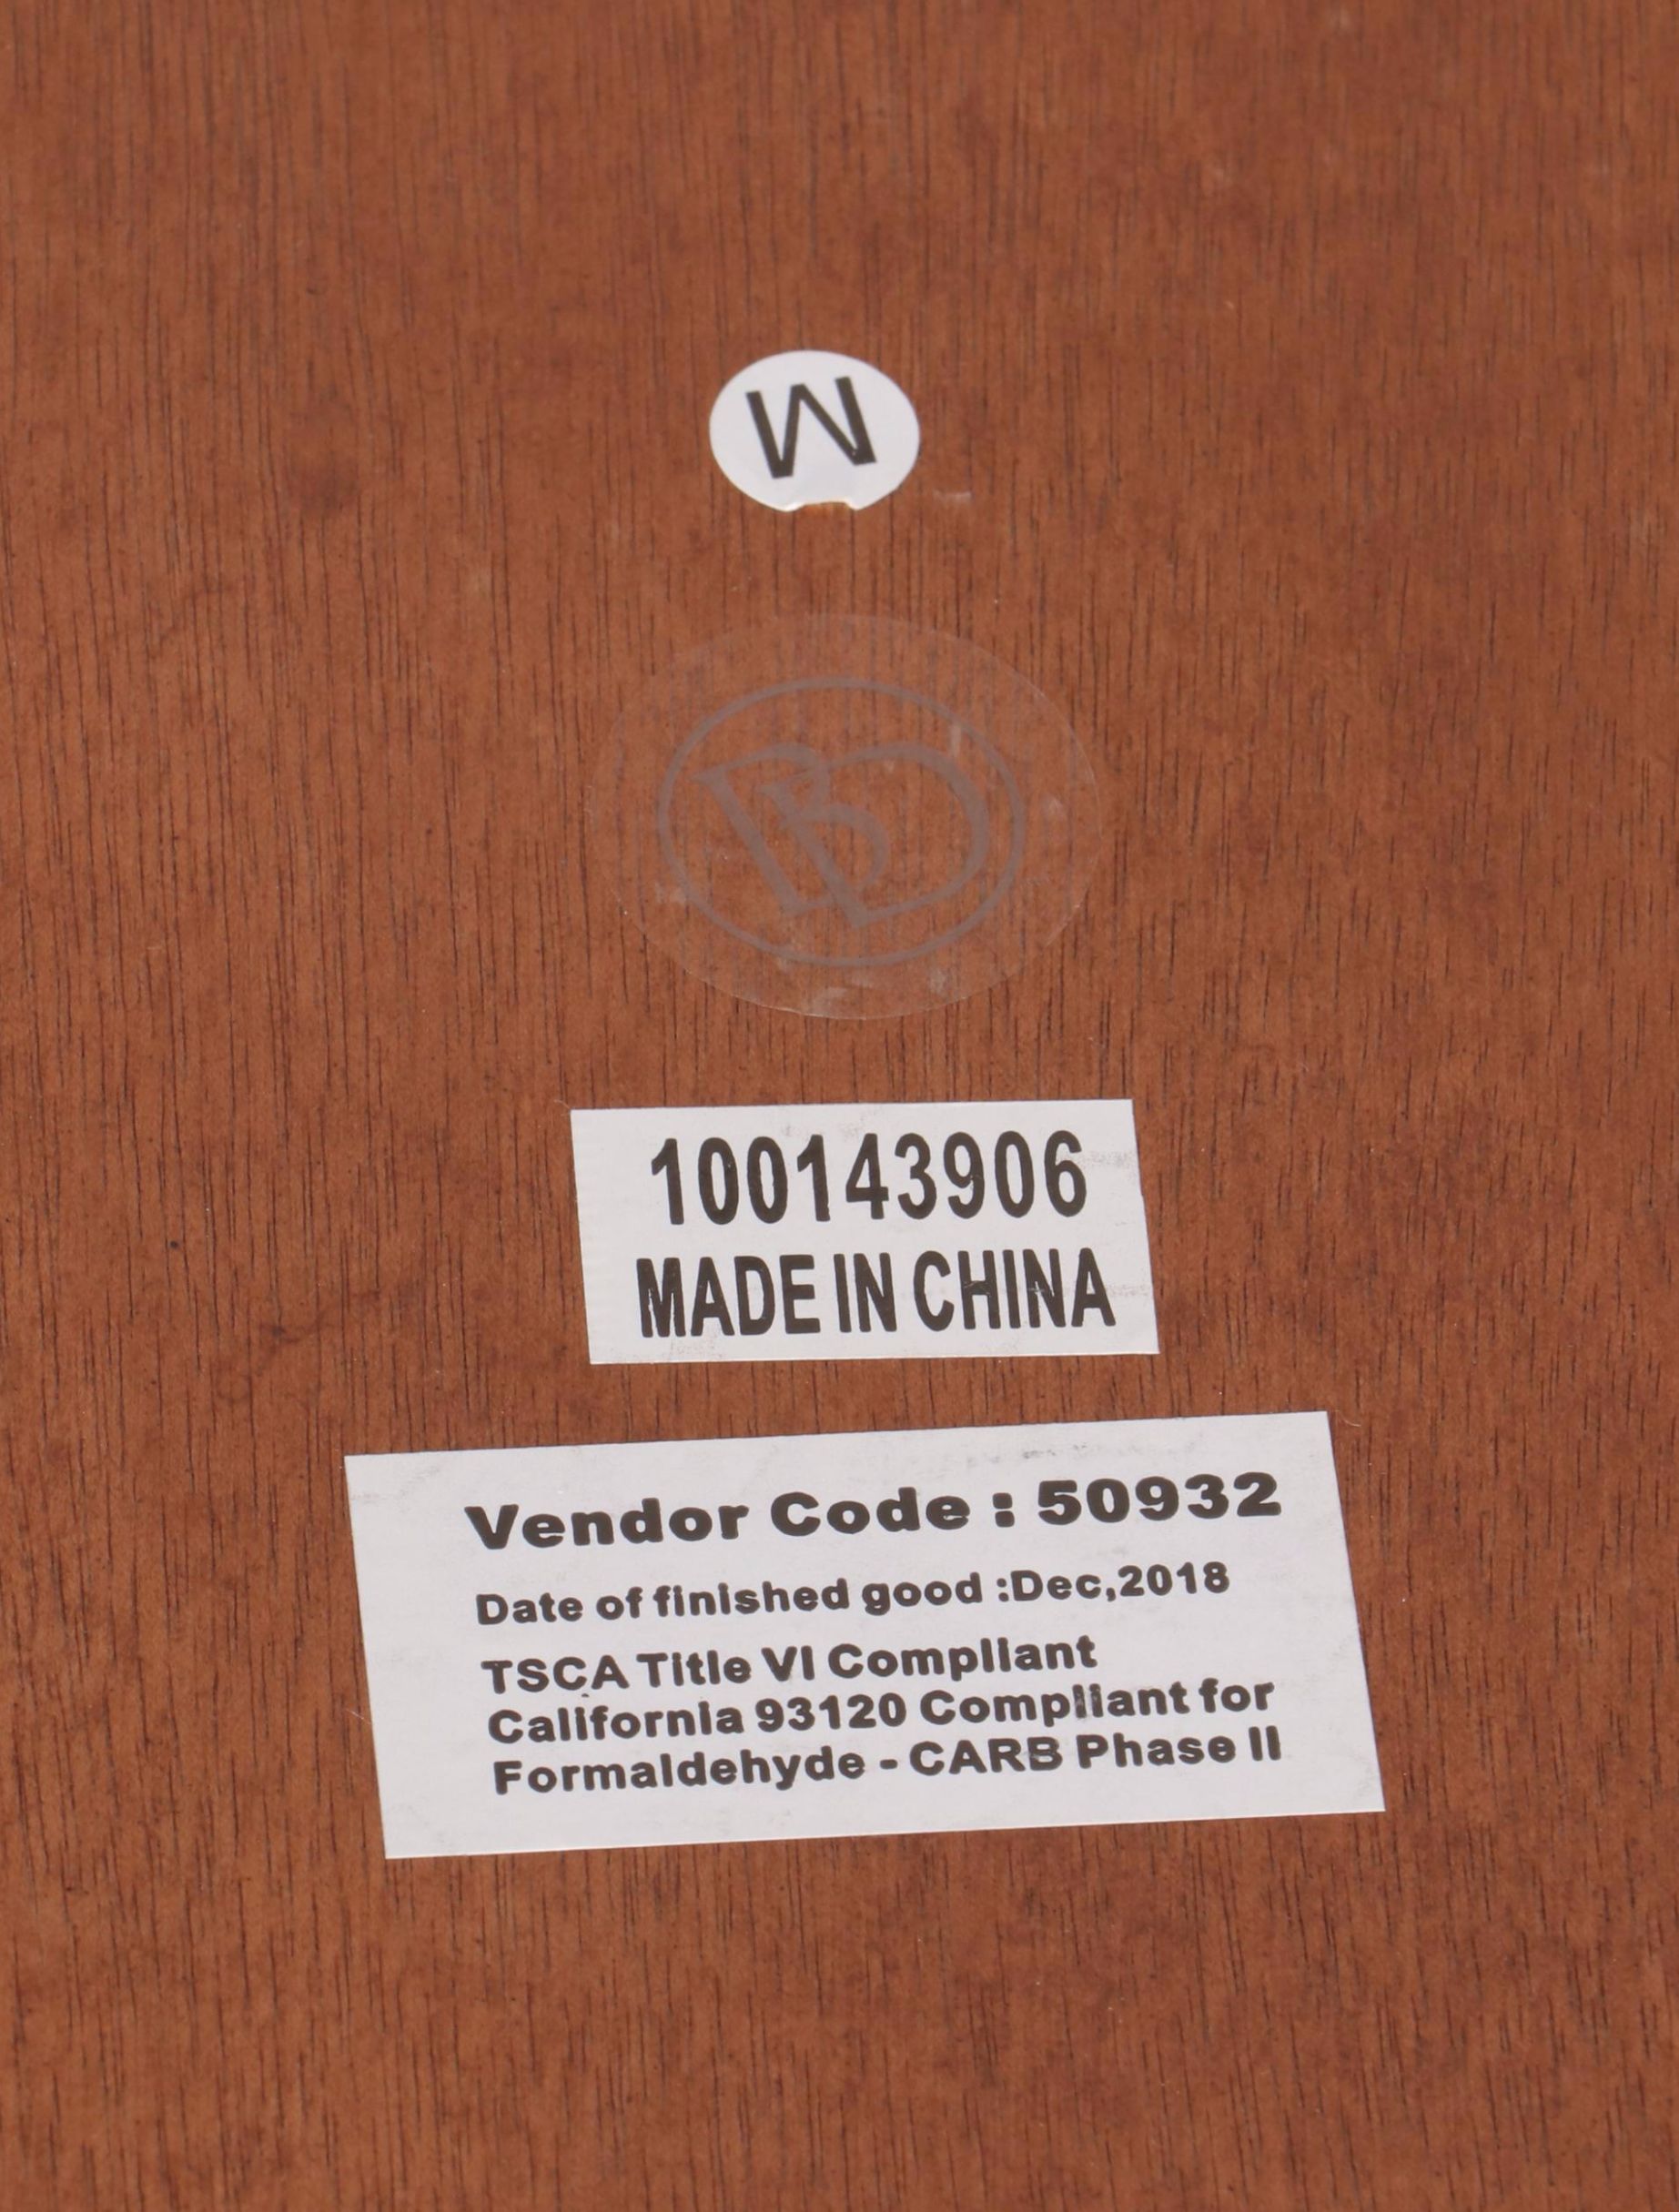 M
BD
100143906
MADE IN CHINA
Vendor Code : 50932
Date of finished good :Dec,2018
TSCA Title VI Compliant
California 93120 Compliant for
Formaldehyde - CARB Phase II